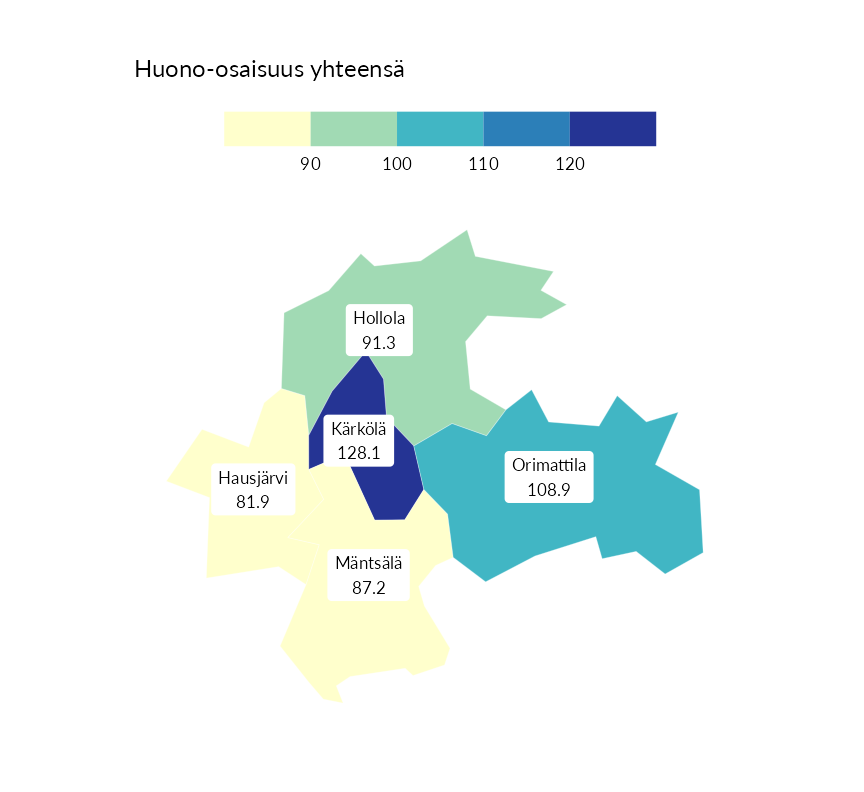 Huono-osaisuus yhteensä
90 100 110 120
Hollola
91.3
Kärkölä
128.1
Hausjärvi
81.9
Orimattila
108.9
Mäntsälä
87.2